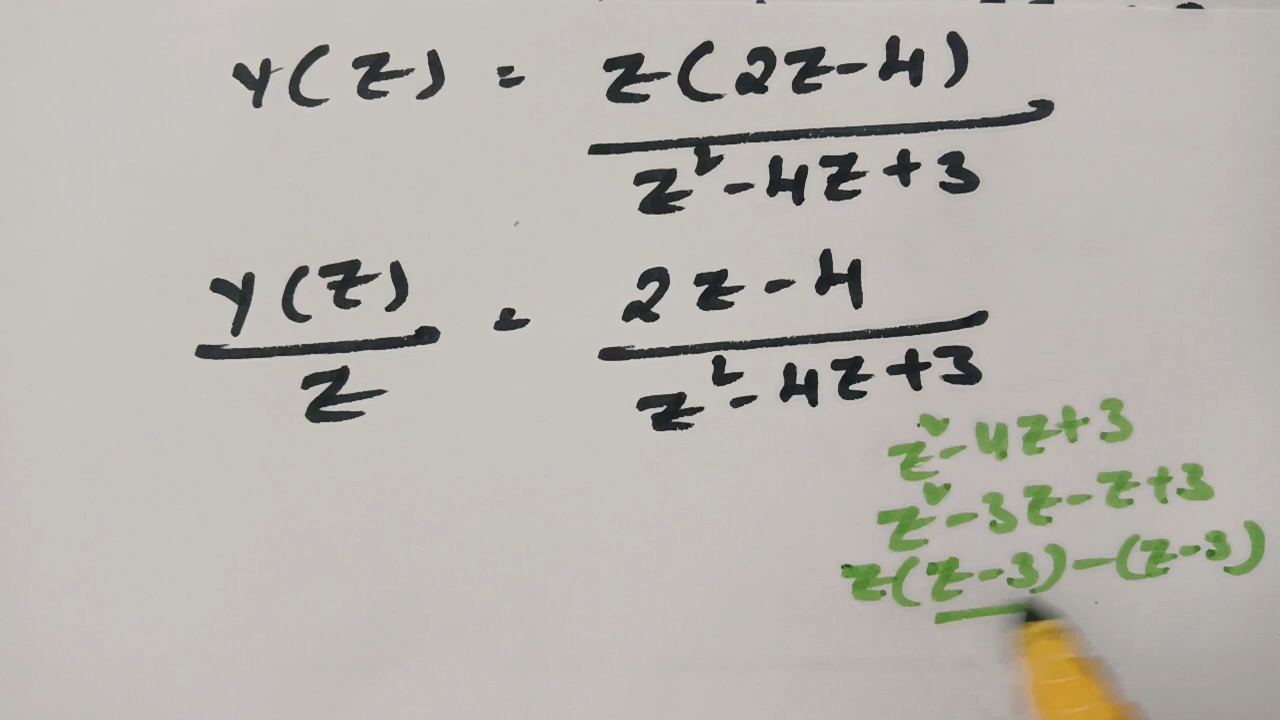 y(z) = z(2z-4)
z²-4z+3
y(z) = 2z-4
z z²-4z+3
z²-4z+3
z²-3z-z+3
z(z-3)-(z-3)